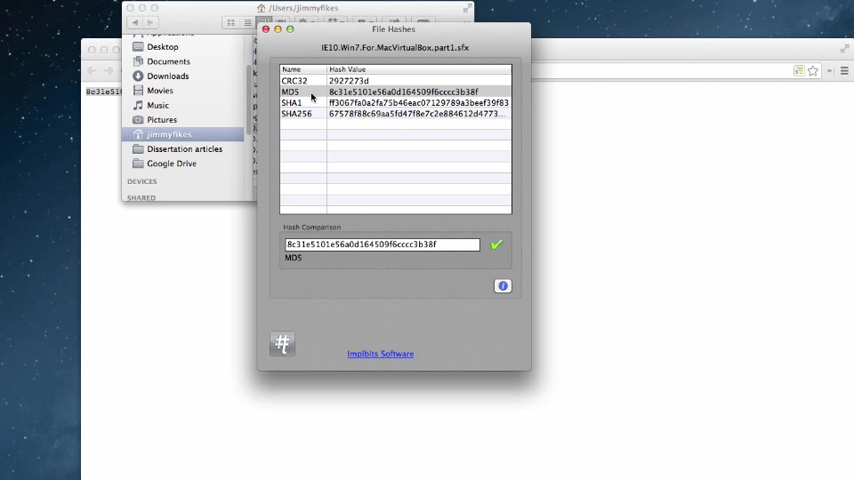 /Users/jimmyfikes
File Hashes
IE10.Win7.For.MacVirtualBox.part1.sfx
Desktop
Documents
Downloads
Movies
Music
Pictures
jimmyfikes
Dissertation articles
Google Drive
DEVICES
SHARED
Name Hash Value
CRC32 2927273d
MD5 8c31e5101e56a0d164509f6cccc3b38f
SHA1 ff3067fa0a2fa75b46eac07129789a3beef39f83
SHA256 67578f88c69aa5fd47f8e7c2e884612d4773...
Hash Comparison
8c31e5101e56a0d164509f6cccc3b38f
MD5
Implbits Software